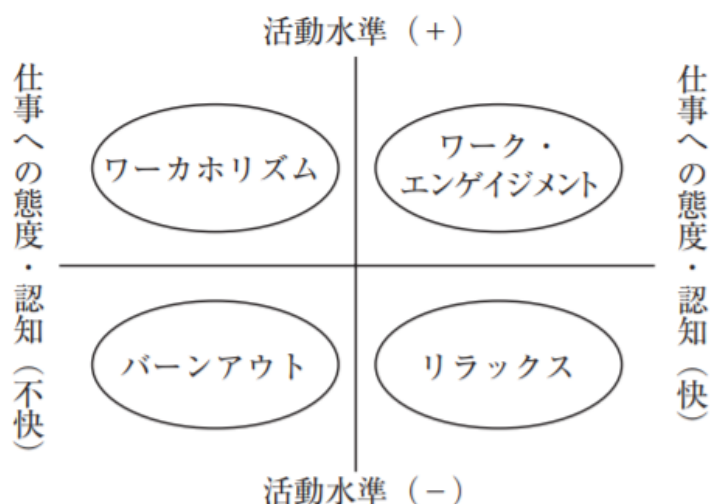 活動水準（＋）
仕事への態度・認知（不快）
仕事への態度・認知（快）
ワーカホリズム
ワーク・
エンゲイジメント
バーンアウト
リラックス
活動水準（－）